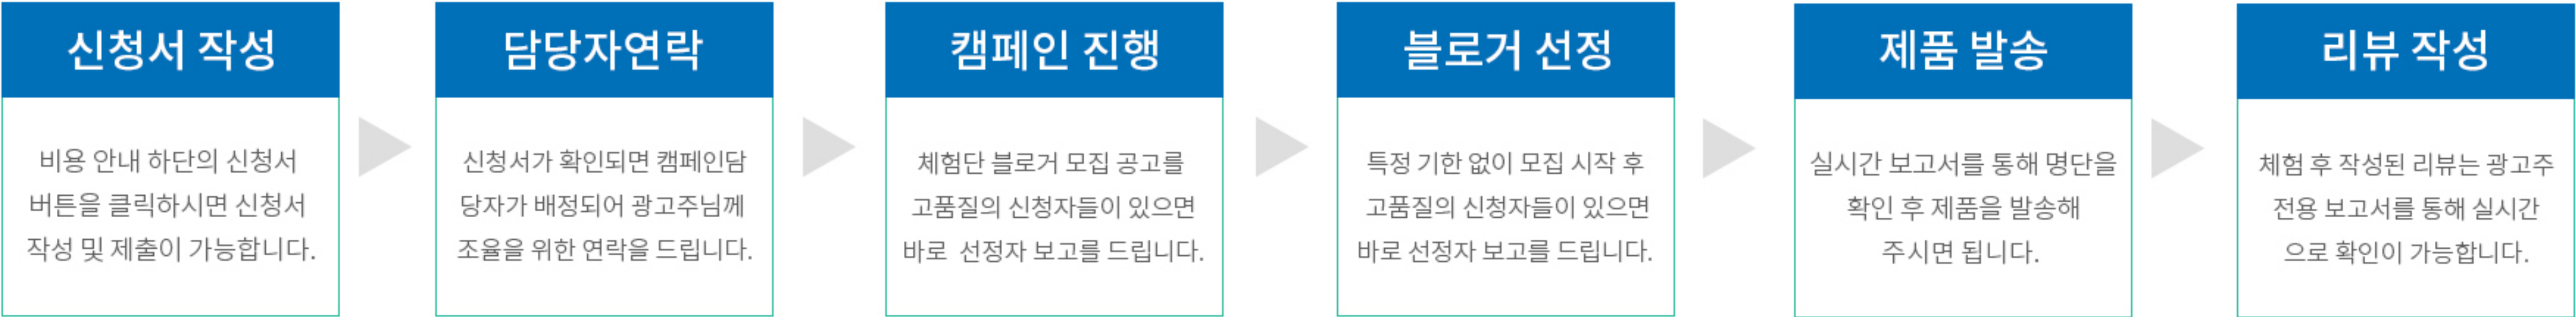 신청서 작성
비용 안내 하단의 신청서
버튼을 클릭하시면 신청서
작성 및 제출이 가능합니다.
담당자연락
신청서가 확인되면 캠페인담
당자가 배정되어 광고주님께
조율을 위한 연락을 드립니다.
캠페인 진행
체험단 블로거 모집 공고를
고품질의 신청자들이 있으면
바로 선정자 보고를 드립니다.
블로거 선정
특정 기한 없이 모집 시작 후
고품질의 신청자들이 있으면
바로 선정자 보고를 드립니다.
제품 발송
실시간 보고서를 통해 명단을
확인 후 제품을 발송해
주시면 됩니다.
리뷰 작성
체험 후 작성된 리뷰는 광고주
전용 보고서를 통해 실시간
으로 확인이 가능합니다.